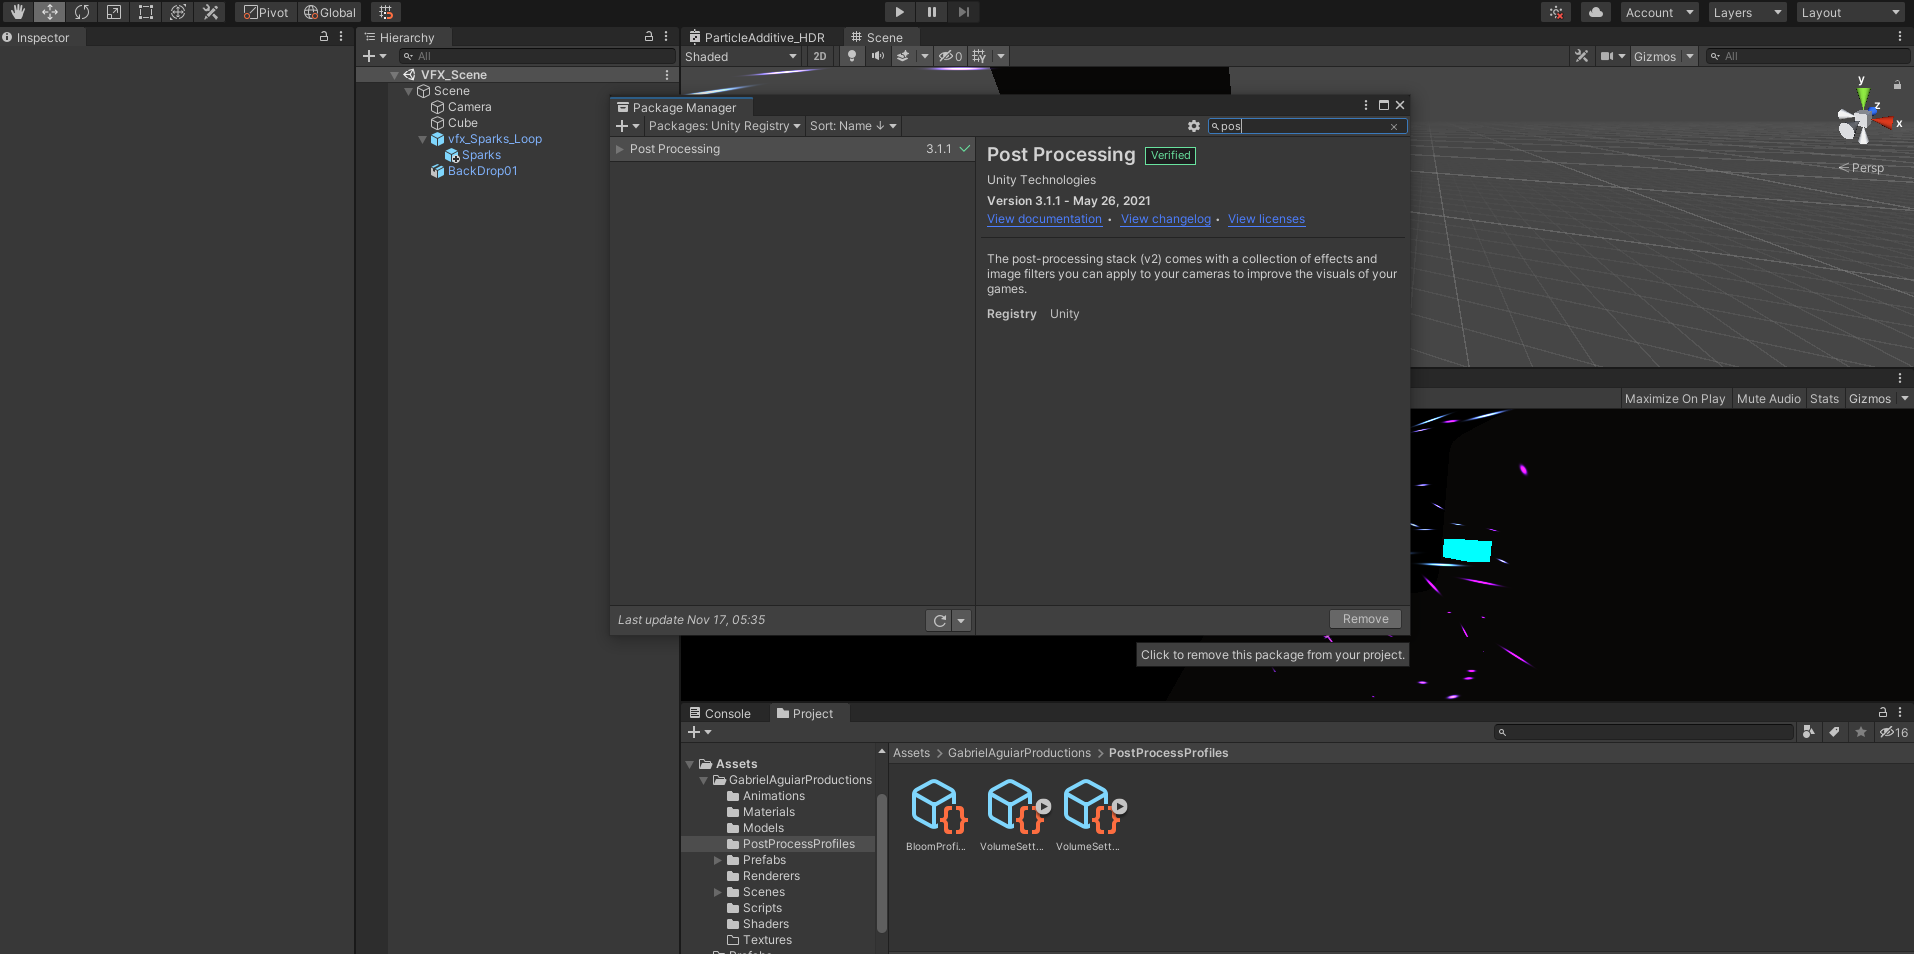 Pivot
Global
Account
Layers
Layout
Inspector
Hierarchy
All
VFX_Scene
Scene
Camera
Cube
vfx_Sparks_Loop
Sparks
BackDrop01
ParticleAdditive_HDR
Scene
Shaded
2D
0
Gizmos
All
y
z
x
Persp
Package Manager
Packages: Unity Registry
Sort: Name ↓
pos
Post Processing
3.1.1
Post Processing
Verified
Unity Technologies
Version 3.1.1 - May 26, 2021
View documentation • View changelog • View licenses
The post-processing stack (v2) comes with a collection of effects and
image filters you can apply to your cameras to improve the visuals of your
games.
Registry Unity
Last update Nov 17, 05:35
Remove
Click to remove this package from your project.
Maximize On Play
Mute Audio
Stats
Gizmos
Console
Project
16
Assets
GabrielAguiarProductions
Animations
Materials
Models
PostProcessProfiles
Prefabs
Renderers
Scenes
Scripts
Shaders
Textures
Assets > GabrielAguiarProductions > PostProcessProfiles
BloomProfi...
VolumeSett...
VolumeSett...